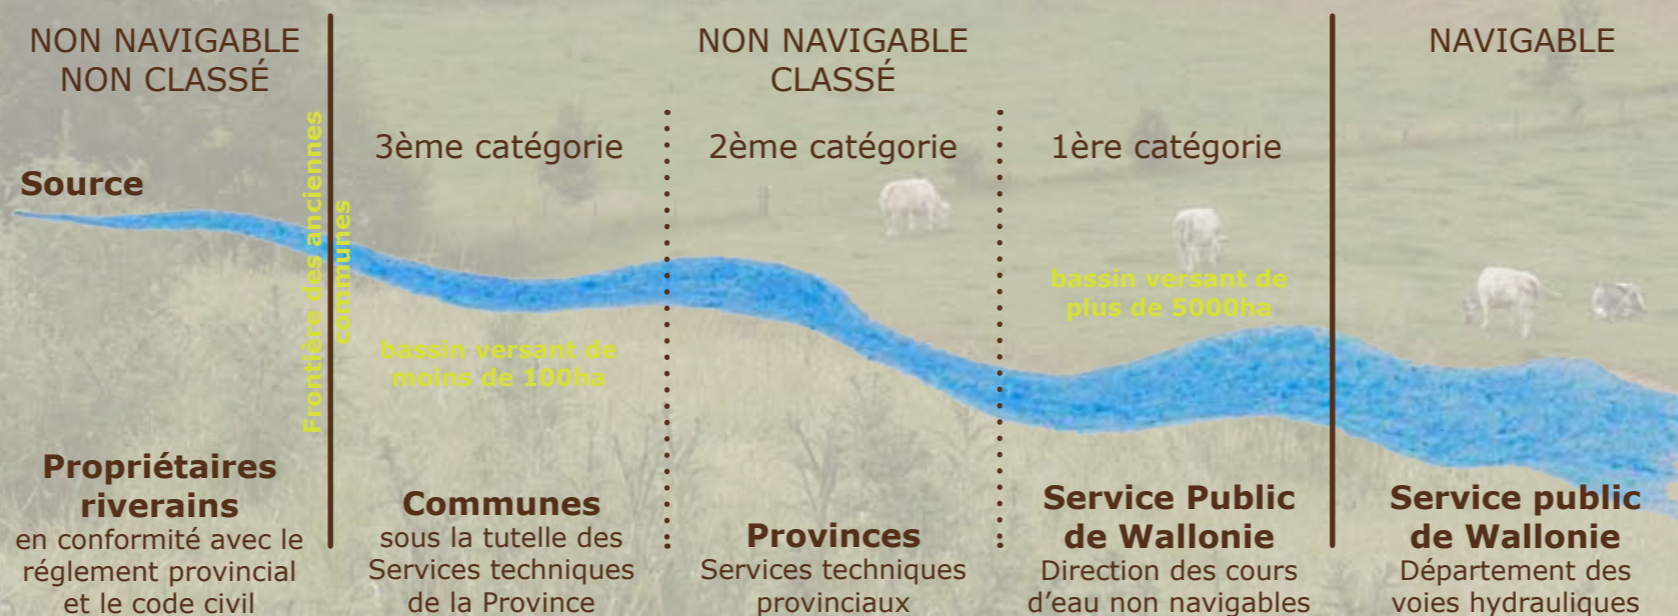 NON NAVIGABLE
NON CLASSÉ
NON NAVIGABLE
CLASSÉ
NAVIGABLE
3ème catégorie
2ème catégorie
1ère catégorie
Source
Frontière des anciennes
communes
bassin versant de
moins de 100ha
bassin versant de
plus de 5000ha
Propriétaires
riverains
en conformité avec le
réglement provincial
et le code civil
Communes
sous la tutelle des
Services techniques
de la Province
Provinces
Services techniques
provinciaux
Service Public
de Wallonie
Direction des cours
d'eau non navigables
Service public
de Wallonie
Département des
voies hydrauliques